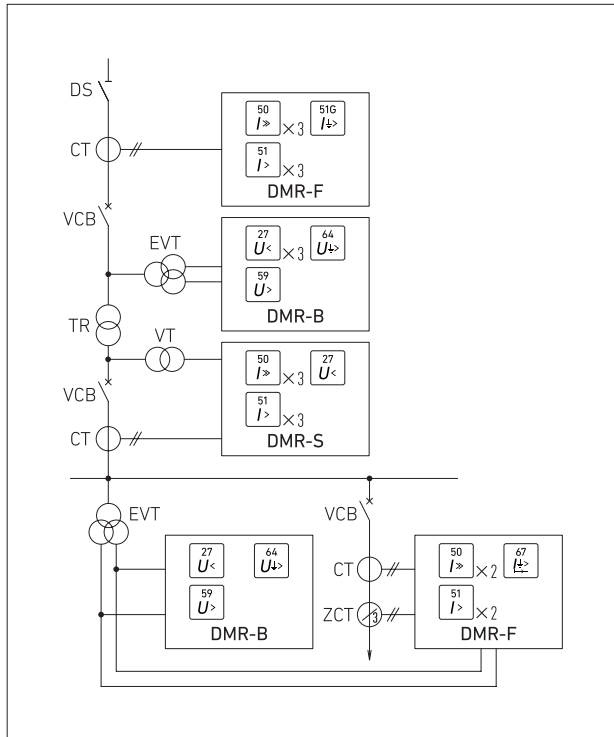 DS
CT
50
I≫ ×3
51G
I⏚>
51
I> ×3
DMR-F
VCB
EVT
27
U< ×3
64
U⏚>
59
U>
DMR-B
TR
VT
50
I≫ ×3
27
U<
51
I> ×3
DMR-S
VCB
CT
EVT
27
U<
64
U⏚>
59
U>
DMR-B
VCB
CT
ZCT
3
50
I≫ ×2
67
I⏚>
51
I> ×2
DMR-F